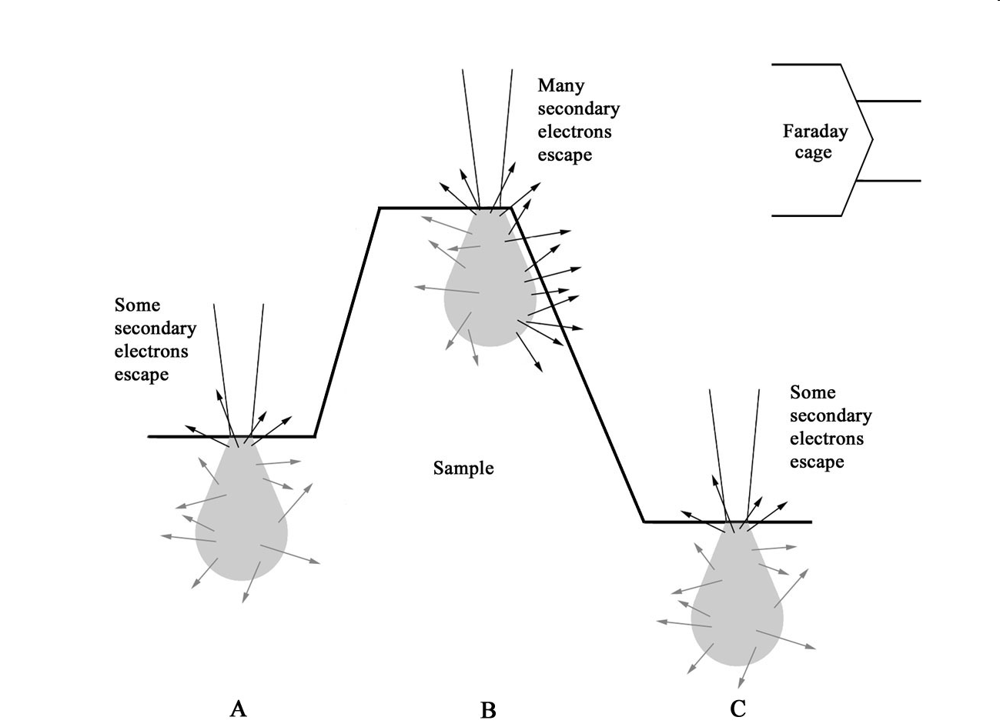 Many
secondary
electrons
escape
Faraday
cage
Some
secondary
electrons
escape
Some
secondary
electrons
escape
Sample
A
B
C